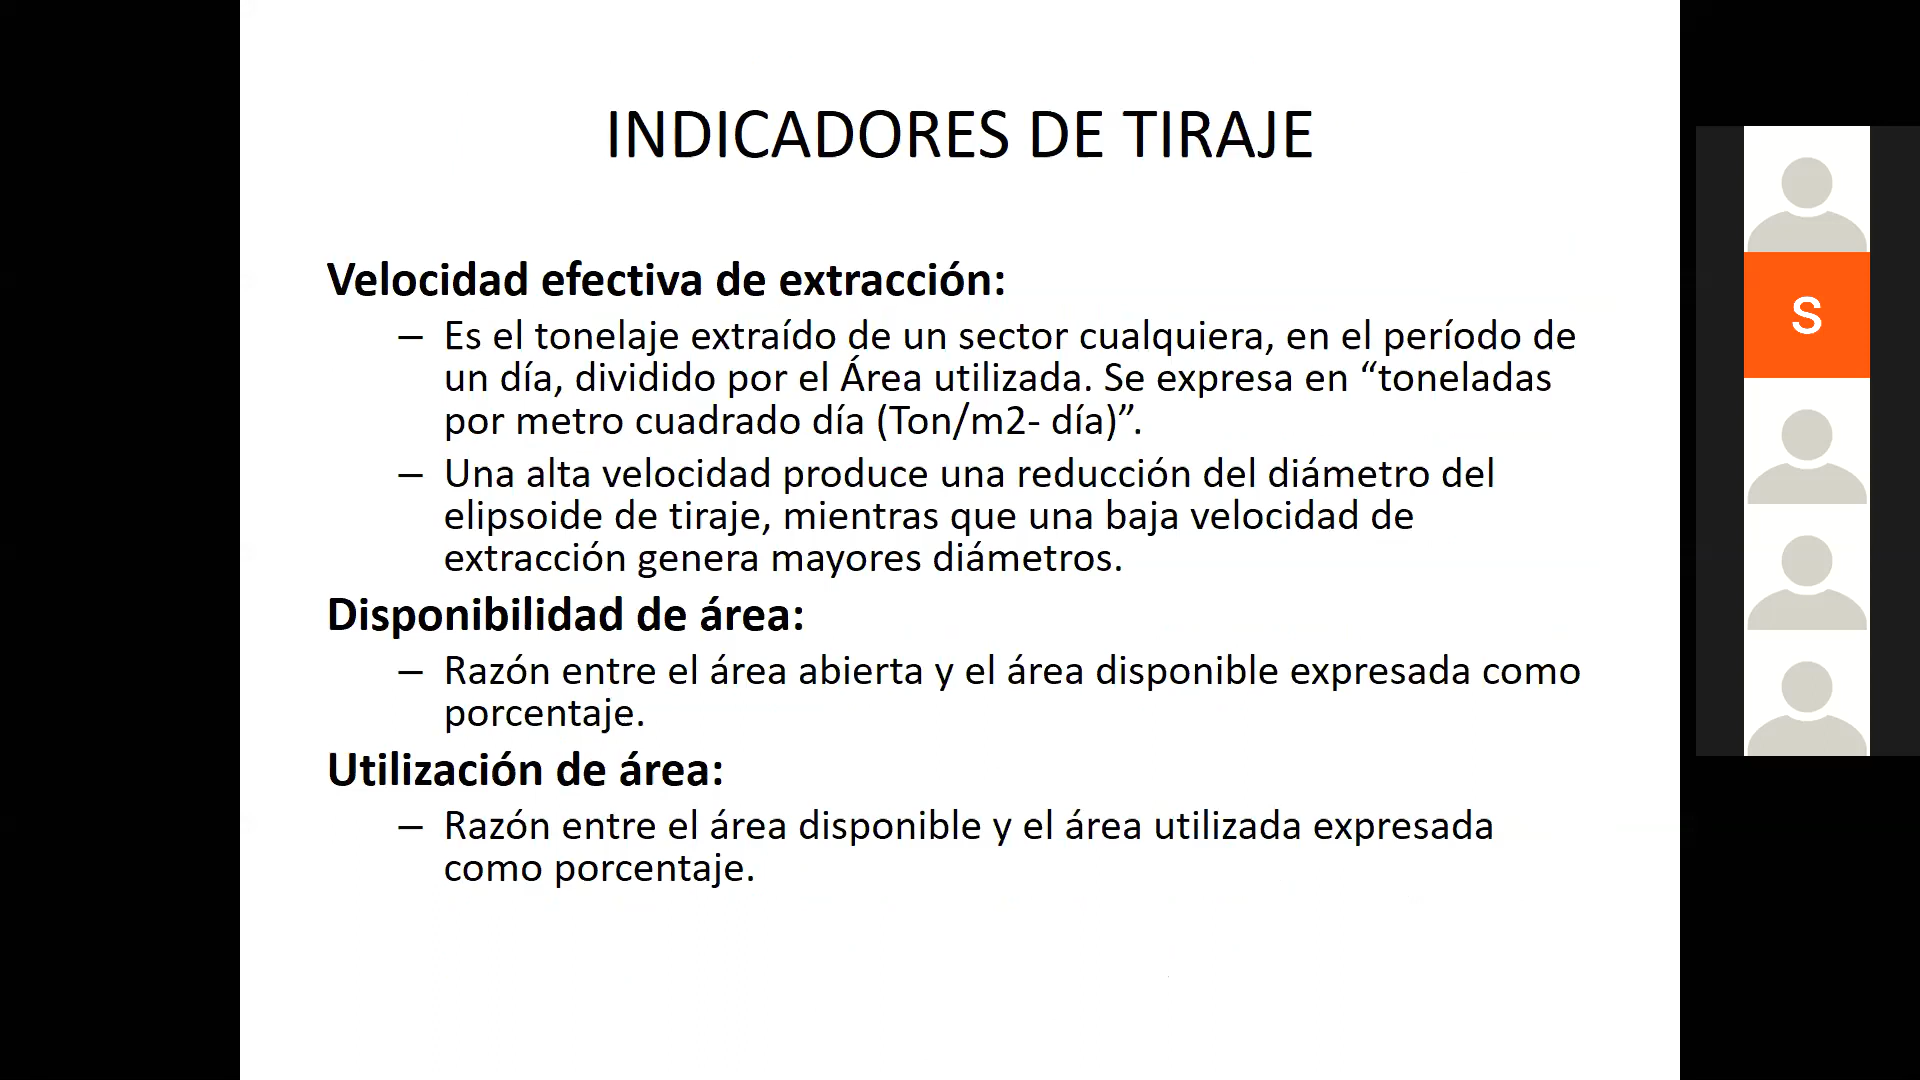 INDICADORES DE TIRAJE
Velocidad efectiva de extracción:
– Es el tonelaje extraído de un sector cualquiera, en el período de
un día, dividido por el Área utilizada. Se expresa en “toneladas
por metro cuadrado día (Ton/m2- día)”.
– Una alta velocidad produce una reducción del diámetro del
elipsoide de tiraje, mientras que una baja velocidad de
extracción genera mayores diámetros.
Disponibilidad de área:
– Razón entre el área abierta y el área disponible expresada como
porcentaje.
Utilización de área:
– Razón entre el área disponible y el área utilizada expresada
como porcentaje.
S